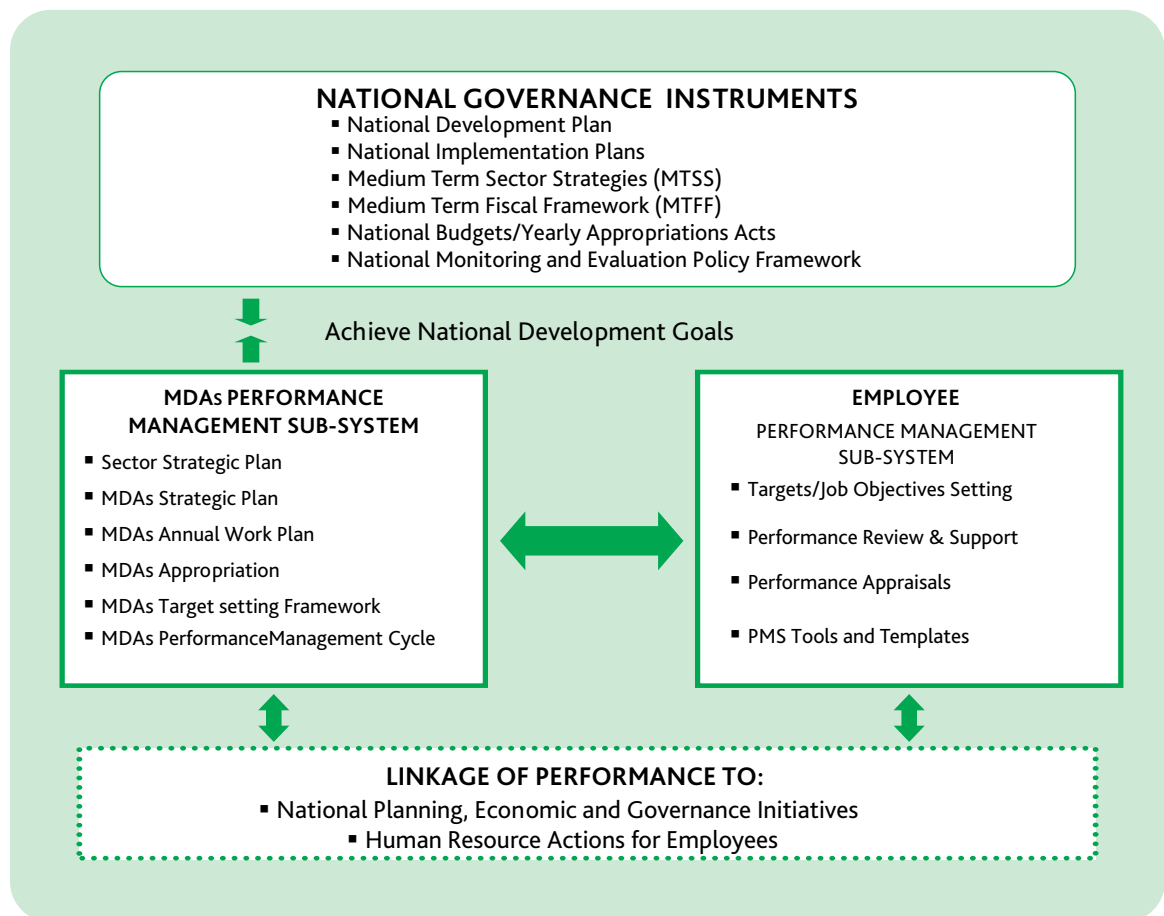 NATIONAL GOVERNANCE INSTRUMENTS
▪ National Development Plan
▪ National Implementation Plans
▪ Medium Term Sector Strategies (MTSS)
▪ Medium Term Fiscal Framework (MTFF)
▪ National Budgets/Yearly Appropriations Acts
▪ National Monitoring and Evaluation Policy Framework
Achieve National Development Goals
MDAs PERFORMANCE
MANAGEMENT SUB-SYSTEM
▪ Sector Strategic Plan
▪ MDAs Strategic Plan
▪ MDAs Annual Work Plan
▪ MDAs Appropriation
▪ MDAs Target setting Framework
▪ MDAs PerformanceManagement Cycle
EMPLOYEE
PERFORMANCE MANAGEMENT
SUB-SYSTEM
▪ Targets/Job Objectives Setting
▪ Performance Review & Support
▪ Performance Appraisals
▪ PMS Tools and Templates
LINKAGE OF PERFORMANCE TO:
▪ National Planning, Economic and Governance Initiatives
▪ Human Resource Actions for Employees